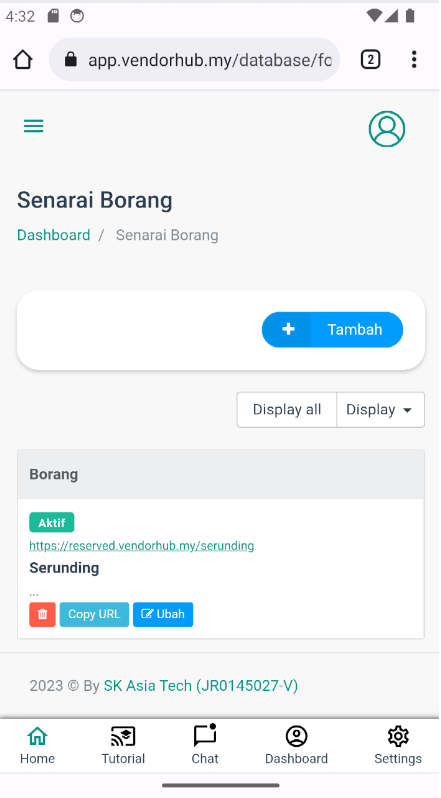 4:32
app.vendorhub.my/database/fo
2
Senarai Borang
Dashboard / Senarai Borang
+ Tambah
Display all Display
Borang
Aktif
https://reserved.vendorhub.my/serunding
Serunding
...
Copy URL Ubah
2023 © By SK Asia Tech (JR0145027-V)
Home Tutorial Chat Dashboard Settings